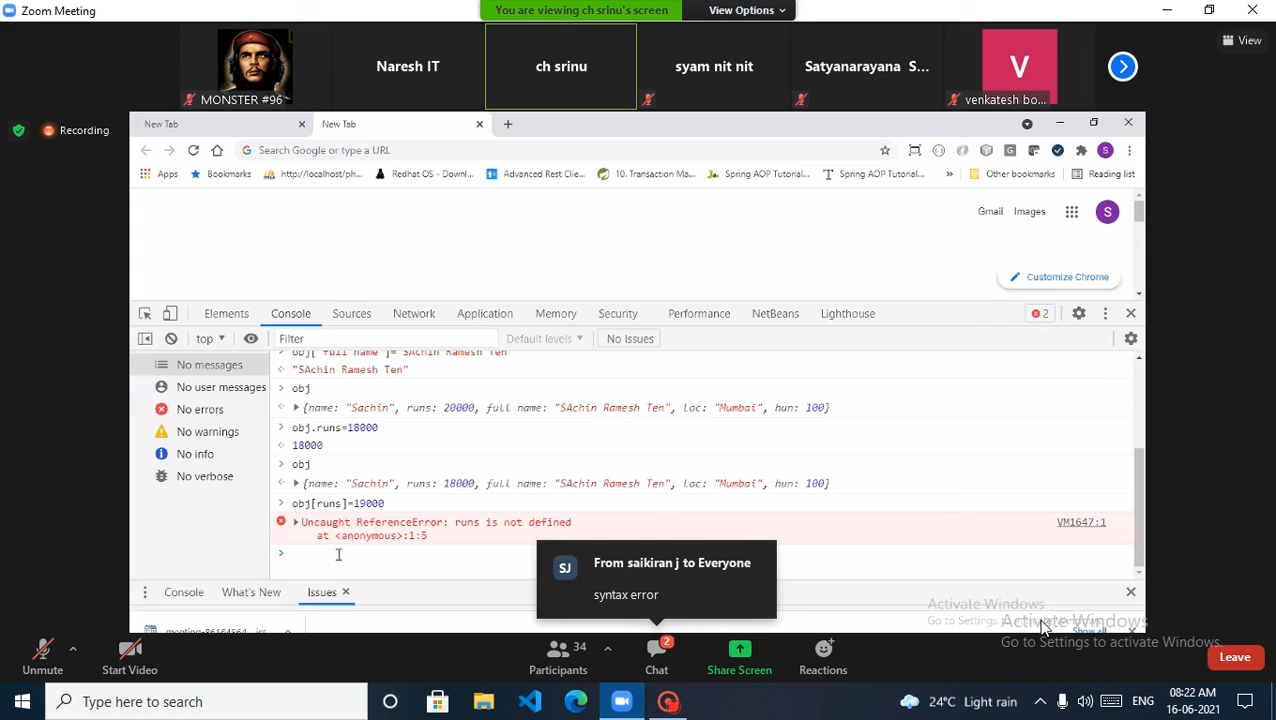 Zoom Meeting
You are viewing ch srinu's screen
View Options
View
MONSTER #96
Naresh IT
ch srinu
syam nit nit
Satyanarayana S...
V
venkatesh bo...
Recording
New Tab
New Tab
Search Google or type a URL
S
Apps
Bookmarks
http://localhost/ph...
Redhat OS - Downl...
Advanced Rest Clie...
10. Transaction Ma...
Spring AOP Tutorial...
Spring AOP Tutorial...
»
Other bookmarks
Reading list
Gmail
Images
S
Customize Chrome
Elements
Console
Sources
Network
Application
Memory
Security
Performance
NetBeans
Lighthouse
2
top
Filter
Default levels
No Issues
No messages
No user messages
No errors
No warnings
No info
No verbose
obj["full name"]="SAchin Ramesh Ten"
"SAchin Ramesh Ten"
obj
{name: "Sachin", runs: 20000, full name: "SAchin Ramesh Ten", loc: "Mumbai", hun: 100}
obj.runs=18000
18000
obj
{name: "Sachin", runs: 18000, full name: "SAchin Ramesh Ten", loc: "Mumbai", hun: 100}
obj[runs]=19000
Uncaught ReferenceError: runs is not defined
VM1647:1
at <anonymous>:1:5
SJ
From saikiran j to Everyone
syntax error
Console
What's New
Issues
Activate Windows
Go to Settings to activate Windows.
Show all
Unmute
Start Video
34
Participants
2
Chat
Share Screen
Reactions
Leave
Type here to search
24°C Light rain
ENG
08:22 AM
16-06-2021